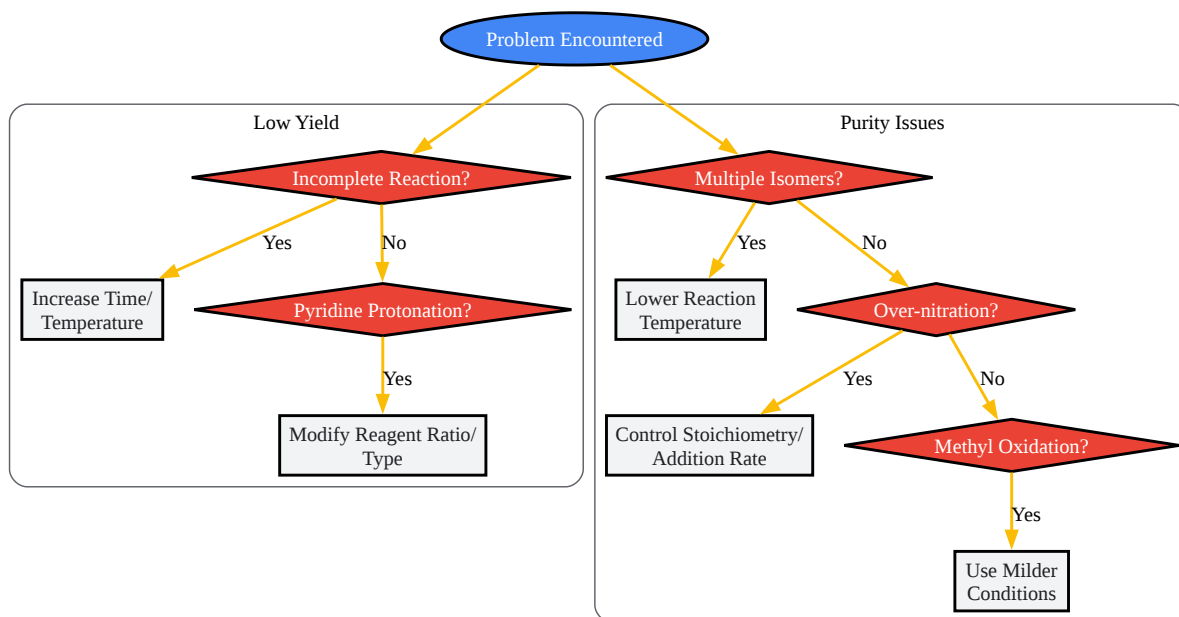 Problem Encountered
Low Yield
Incomplete Reaction?
Yes
No
Increase Time/
Temperature
Pyridine Protonation?
Yes
Modify Reagent Ratio/
Type
Purity Issues
Multiple Isomers?
Yes
No
Lower Reaction
Temperature
Over-nitration?
Yes
No
Control Stoichiometry/
Addition Rate
Methyl Oxidation?
Yes
Use Milder
Conditions